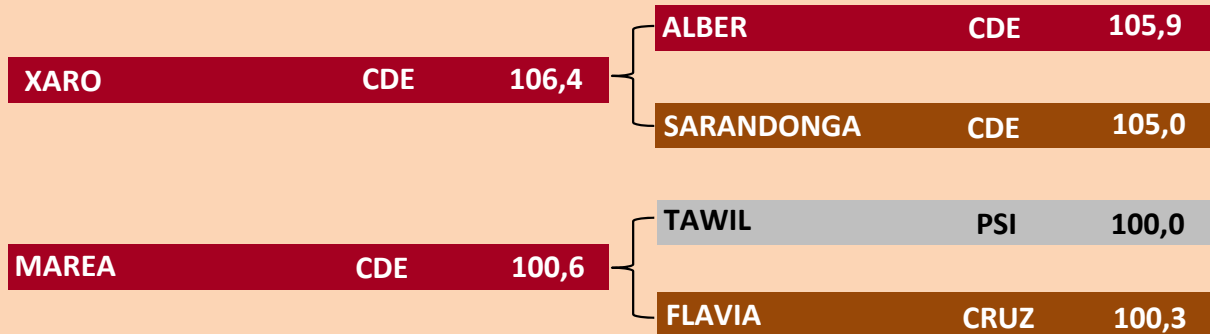 ALBER CDE 105,9
XARO CDE 106,4
SARANDONGA CDE 105,0
TAWIL PSI 100,0
MAREA CDE 100,6
FLAVIA CRUZ 100,3